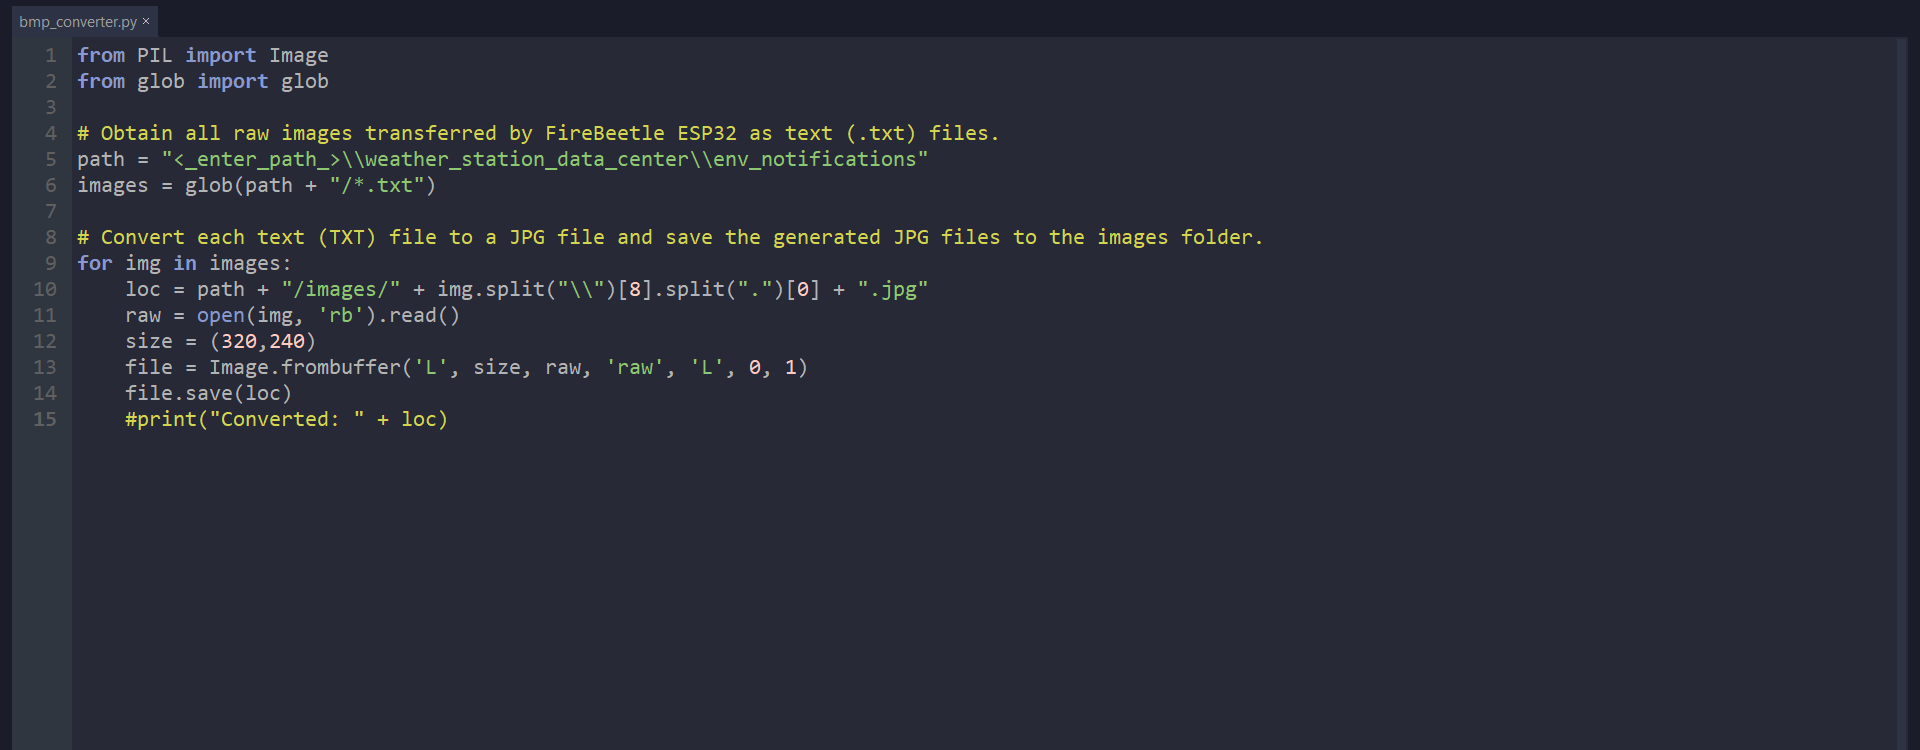 bmp_converter.py ×
1 from PIL import Image
2 from glob import glob
3
4 # Obtain all raw images transferred by FireBeetle ESP32 as text (.txt) files.
5 path = "<_enter_path_>\\weather_station_data_center\\env_notifications"
6 images = glob(path + "/*.txt")
7
8 # Convert each text (TXT) file to a JPG file and save the generated JPG files to the images folder.
9 for img in images:
10     loc = path + "/images/" + img.split("\\")[8].split(".")[0] + ".jpg"
11     raw = open(img, 'rb').read()
12     size = (320,240)
13     file = Image.frombuffer('L', size, raw, 'raw', 'L', 0, 1)
14     file.save(loc)
15     #print("Converted: " + loc)